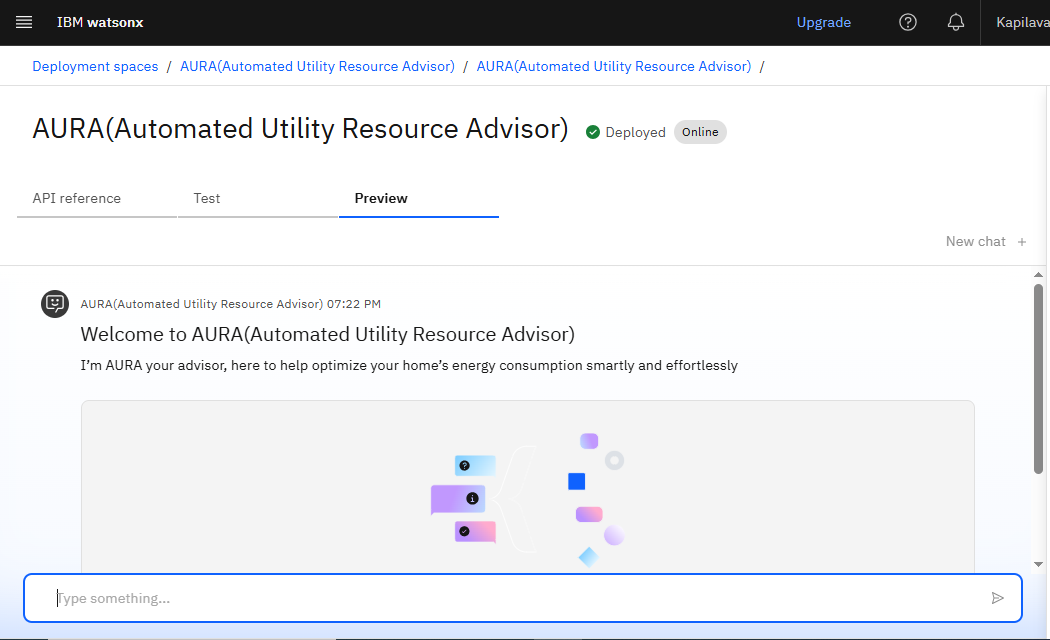 IBM watsonx
Upgrade
Kapilava
Deployment spaces / AURA(Automated Utility Resource Advisor) / AURA(Automated Utility Resource Advisor) /
AURA(Automated Utility Resource Advisor) Deployed Online
API reference Test Preview
New chat +
AURA(Automated Utility Resource Advisor) 07:22 PM
Welcome to AURA(Automated Utility Resource Advisor)
I’m AURA your advisor, here to help optimize your home’s energy consumption smartly and effortlessly
Type something...